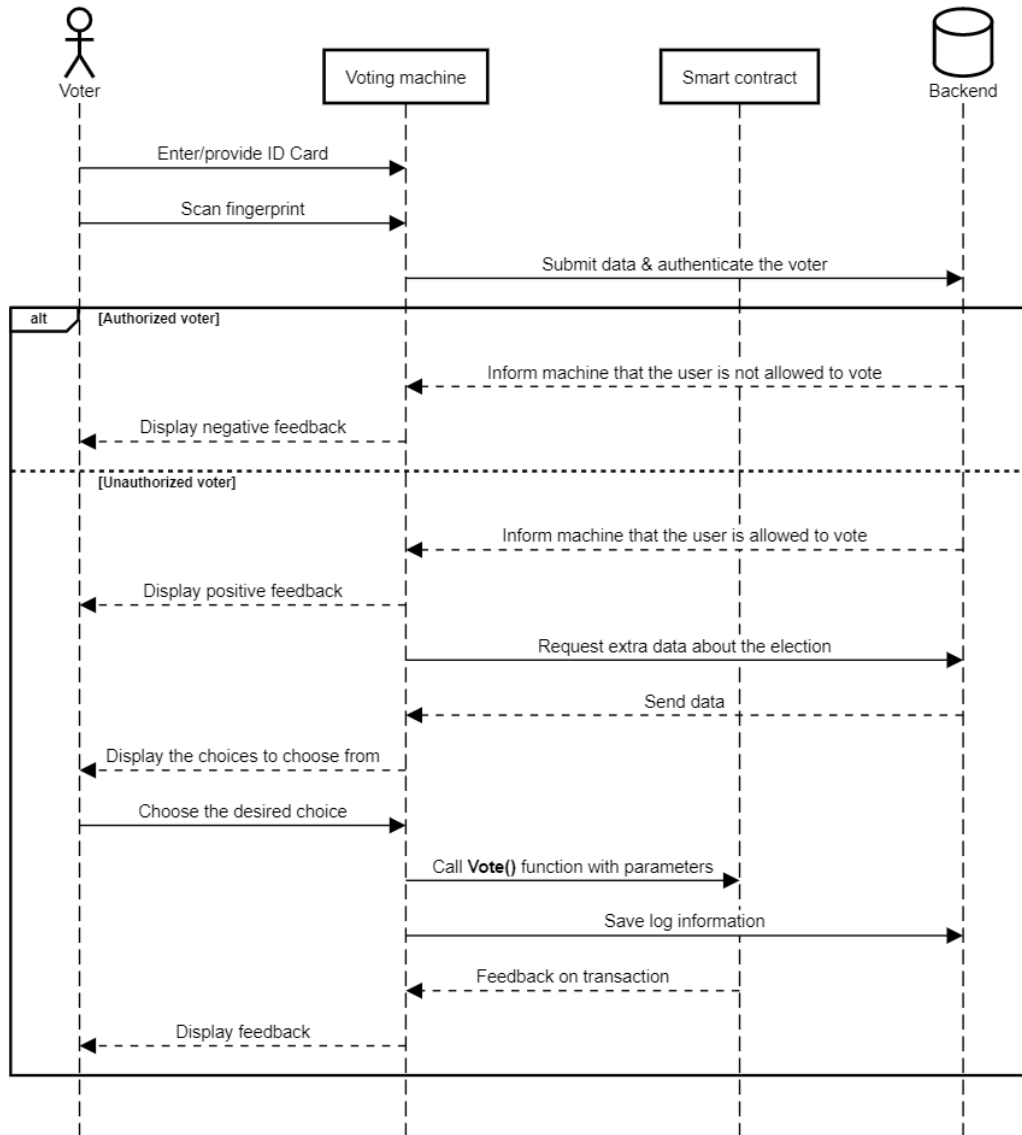 Voter
Voting machine
Smart contract
Backend
Enter/provide ID Card
Scan fingerprint
Submit data & authenticate the voter
alt
[Authorized voter]
Inform machine that the user is not allowed to vote
Display negative feedback
[Unauthorized voter]
Inform machine that the user is allowed to vote
Display positive feedback
Request extra data about the election
Send data
Display the choices to choose from
Choose the desired choice
Call Vote() function with parameters
Save log information
Feedback on transaction
Display feedback